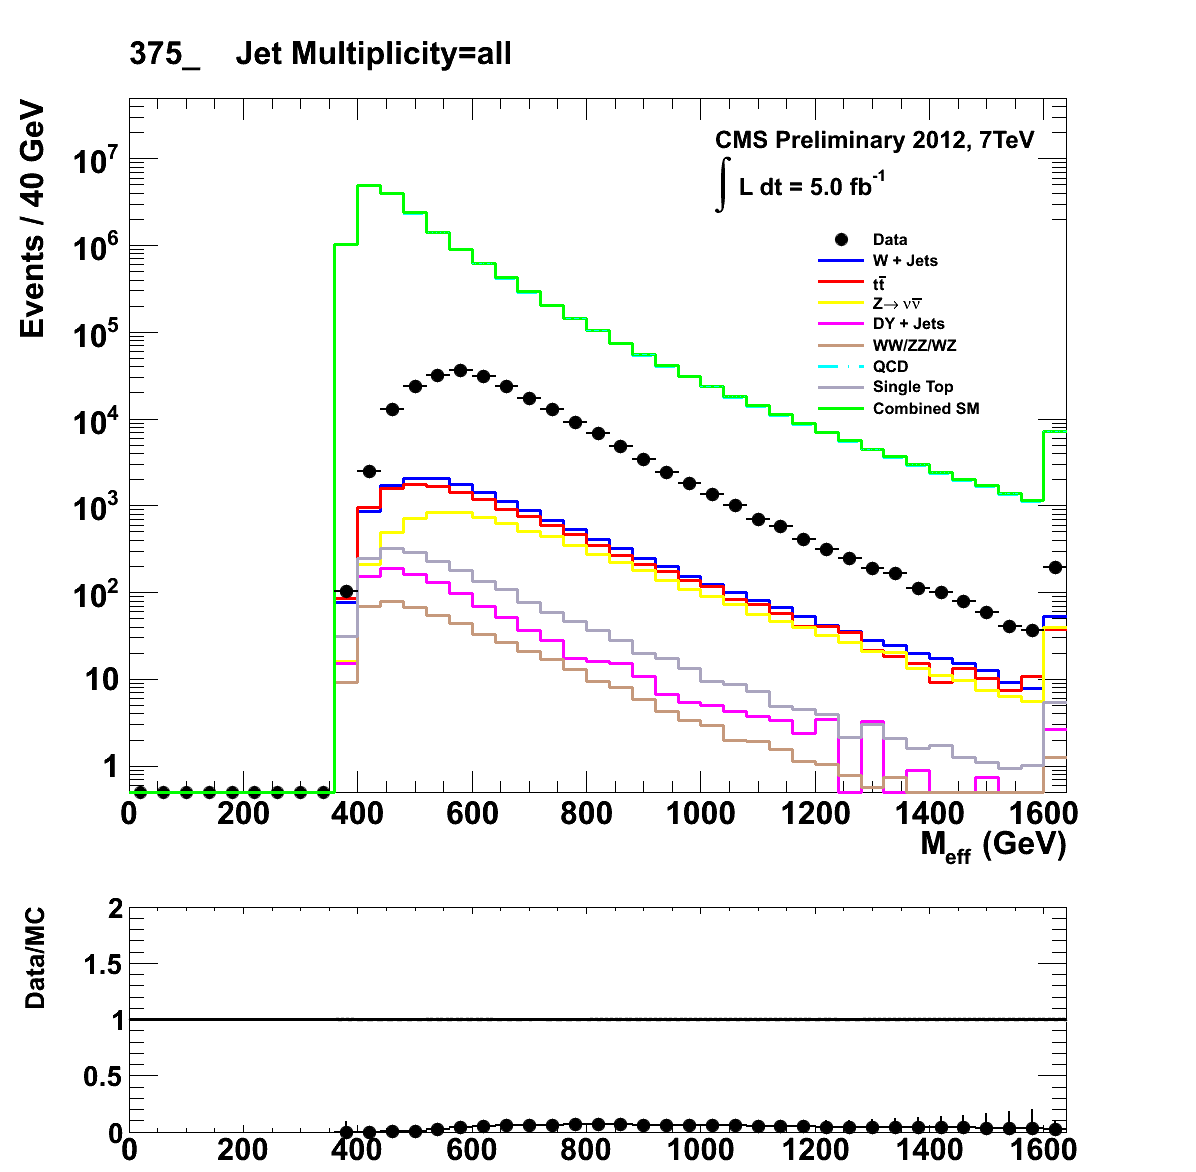 375_ Jet Multiplicity=all
Events / 40 GeV
10⁷
10⁶
10⁵
10⁴
10³
10²
10
1
CMS Preliminary 2012, 7TeV
∫ L dt = 5.0 fb⁻¹
Data
W + Jets
tt̅
Z→ νν̅
DY + Jets
WW/ZZ/WZ
QCD
Single Top
Combined SM
0 200 400 600 800 1000 1200 1400 1600
M_eff (GeV)
Data/MC
2
1.5
1
0.5
0
0 200 400 600 800 1000 1200 1400 1600